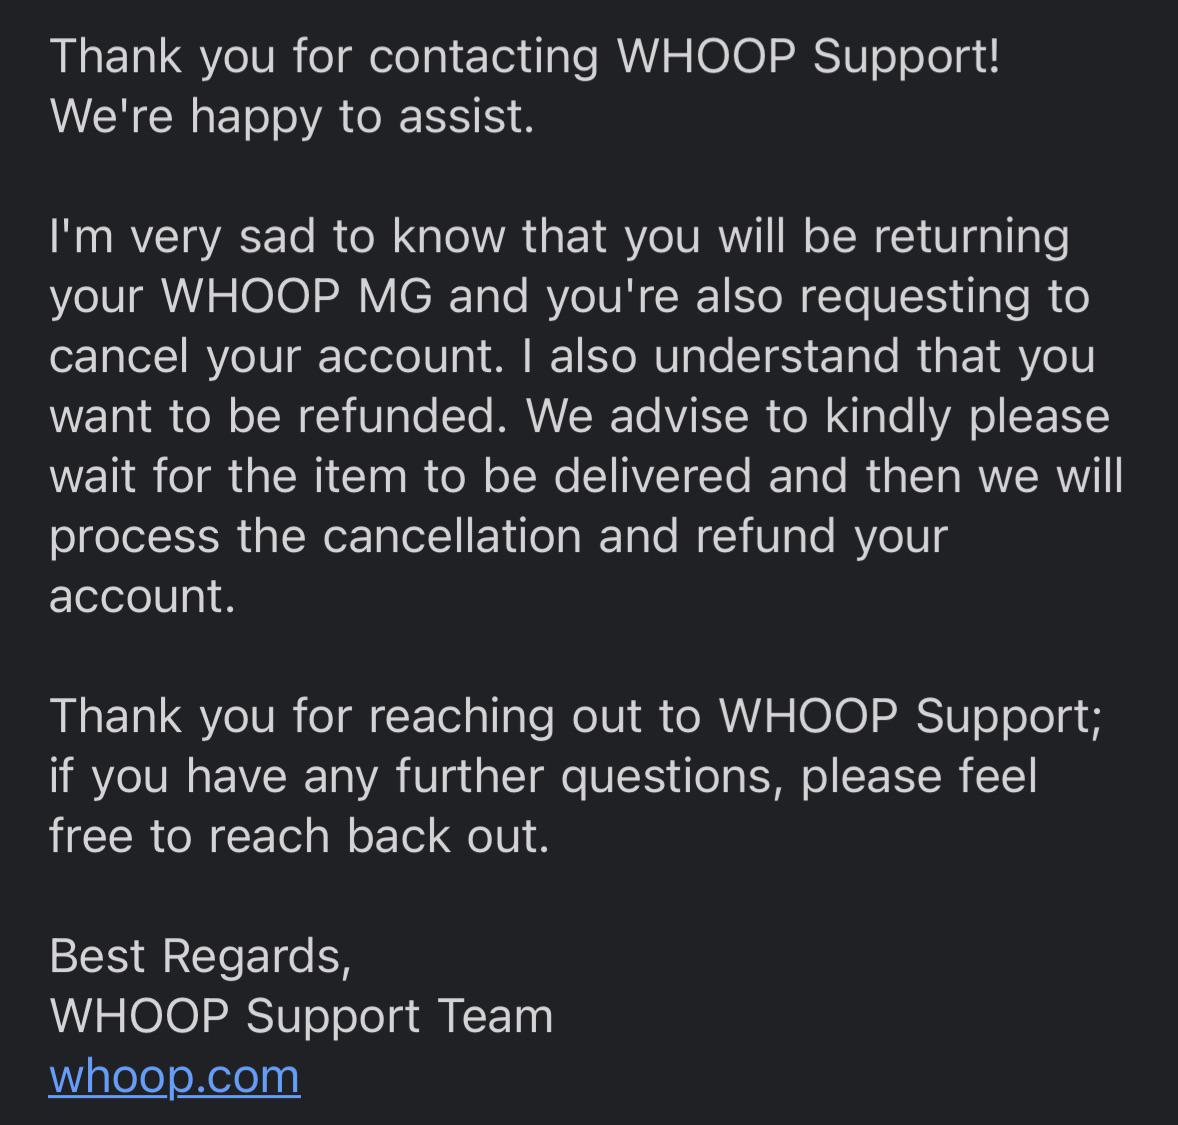 Thank you for contacting WHOOP Support!
We're happy to assist.
I'm very sad to know that you will be returning
your WHOOP MG and you're also requesting to
cancel your account. I also understand that you
want to be refunded. We advise to kindly please
wait for the item to be delivered and then we will
process the cancellation and refund your
account.
Thank you for reaching out to WHOOP Support;
if you have any further questions, please feel
free to reach back out.
Best Regards,
WHOOP Support Team
whoop.com